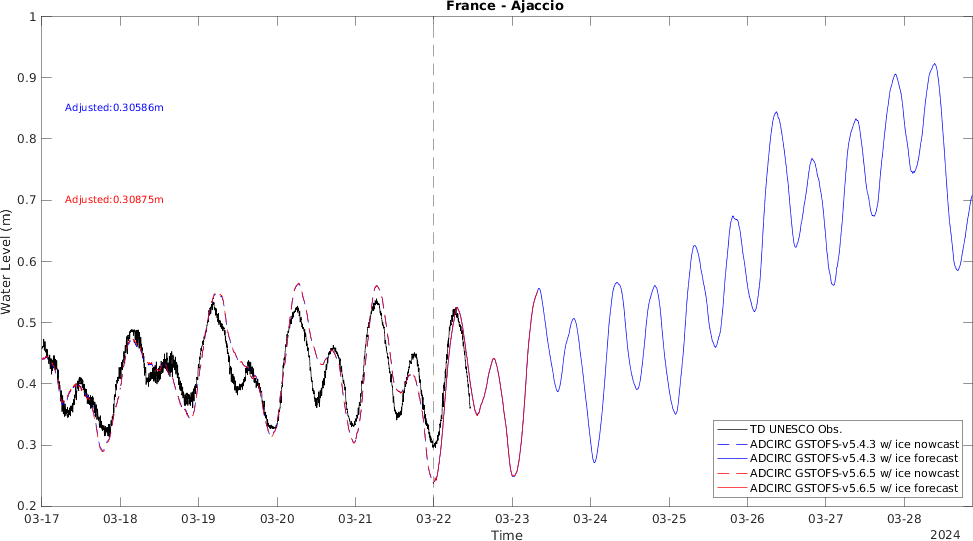 France - Ajaccio
1
0.9
0.8
0.7
0.6
0.5
0.4
0.3
0.2
Water Level (m)
Adjusted:0.30586m
Adjusted:0.30875m
TD UNESCO Obs.
ADCIRC GSTOFS-v5.4.3 w/ ice nowcast
ADCIRC GSTOFS-v5.4.3 w/ ice forecast
ADCIRC GSTOFS-v5.6.5 w/ ice nowcast
ADCIRC GSTOFS-v5.6.5 w/ ice forecast
03-17 03-18 03-19 03-20 03-21 03-22 03-23 03-24 03-25 03-26 03-27 03-28
Time
2024